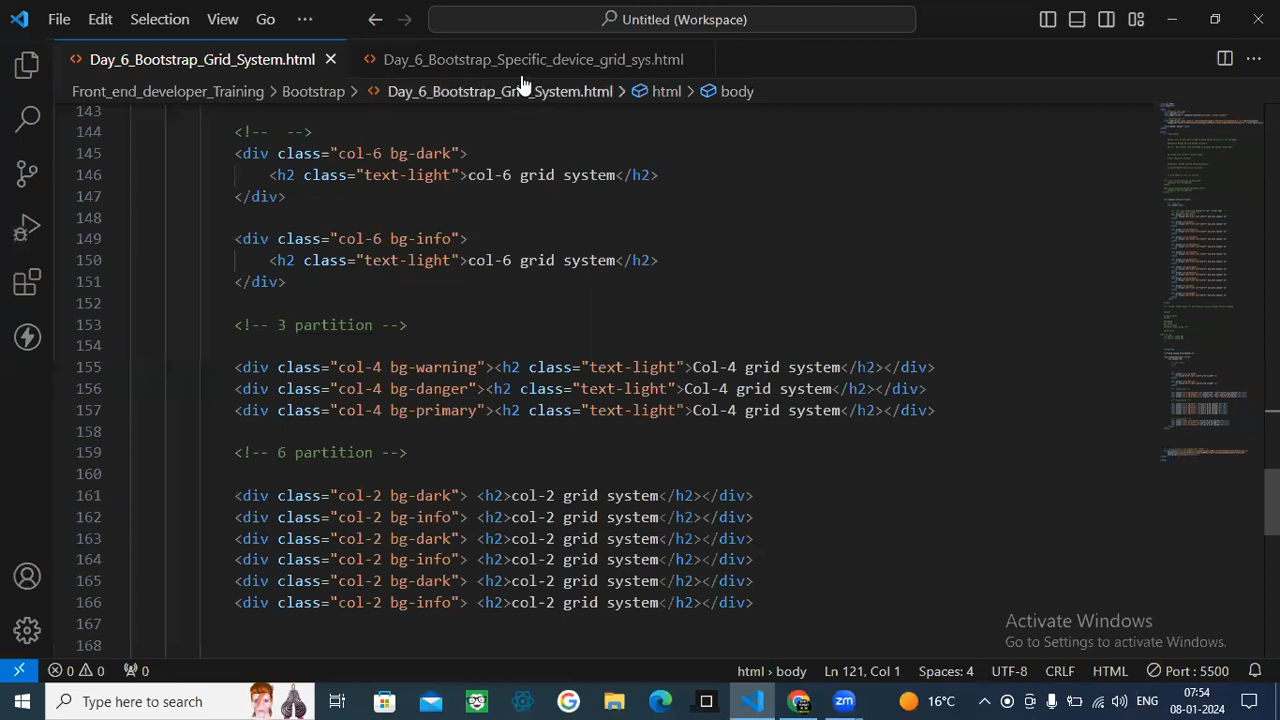 File Edit Selection View Go ··· Untitled (Workspace)
Day_6_Bootstrap_Grid_System.html Day_6_Bootstrap_Specific_device_grid_sys.html
Front_end_developer_Training > Bootstrap > Day_6_Bootstrap_Grid_System.html > html > body
143
144 <!-- -->
145 <div class="col-6 bg-dark">
146 <h2 class="text-light"> grid system</h2>
147 </div>
148
149 <div class="col-6 bg-info">
150 <h2 class="text-light">col-6 grid system</h2>
151 </div>
152
153 <!-- 3 partition -->
154
155 <div class="col-4 bg-warning"><h2 class="text-light">Col-4 grid system</h2></div>
156 <div class="col-4 bg-danger"... class="text-light">Col-4 grid system</h2></div>
157 <div class="col-4 bg-primary"><h2 class="text-light">Col-4 grid system</h2></div>
158
159 <!-- 6 partition -->
160
161 <div class="col-2 bg-dark"> <h2>col-2 grid system</h2></div>
162 <div class="col-2 bg-info"> <h2>col-2 grid system</h2></div>
163 <div class="col-2 bg-dark"> <h2>col-2 grid system</h2></div>
164 <div class="col-2 bg-info"> <h2>col-2 grid system</h2></div>
165 <div class="col-2 bg-dark"> <h2>col-2 grid system</h2></div>
166 <div class="col-2 bg-info"> <h2>col-2 grid system</h2></div>
167
168
Activate Windows
Go to Settings to activate Windows.
0 0 0 html > body Ln 121, Col 1 Spaces: 4 UTF-8 CRLF HTML Port : 5500
Type here to search 16°C ENG 07:54
08-01-2024